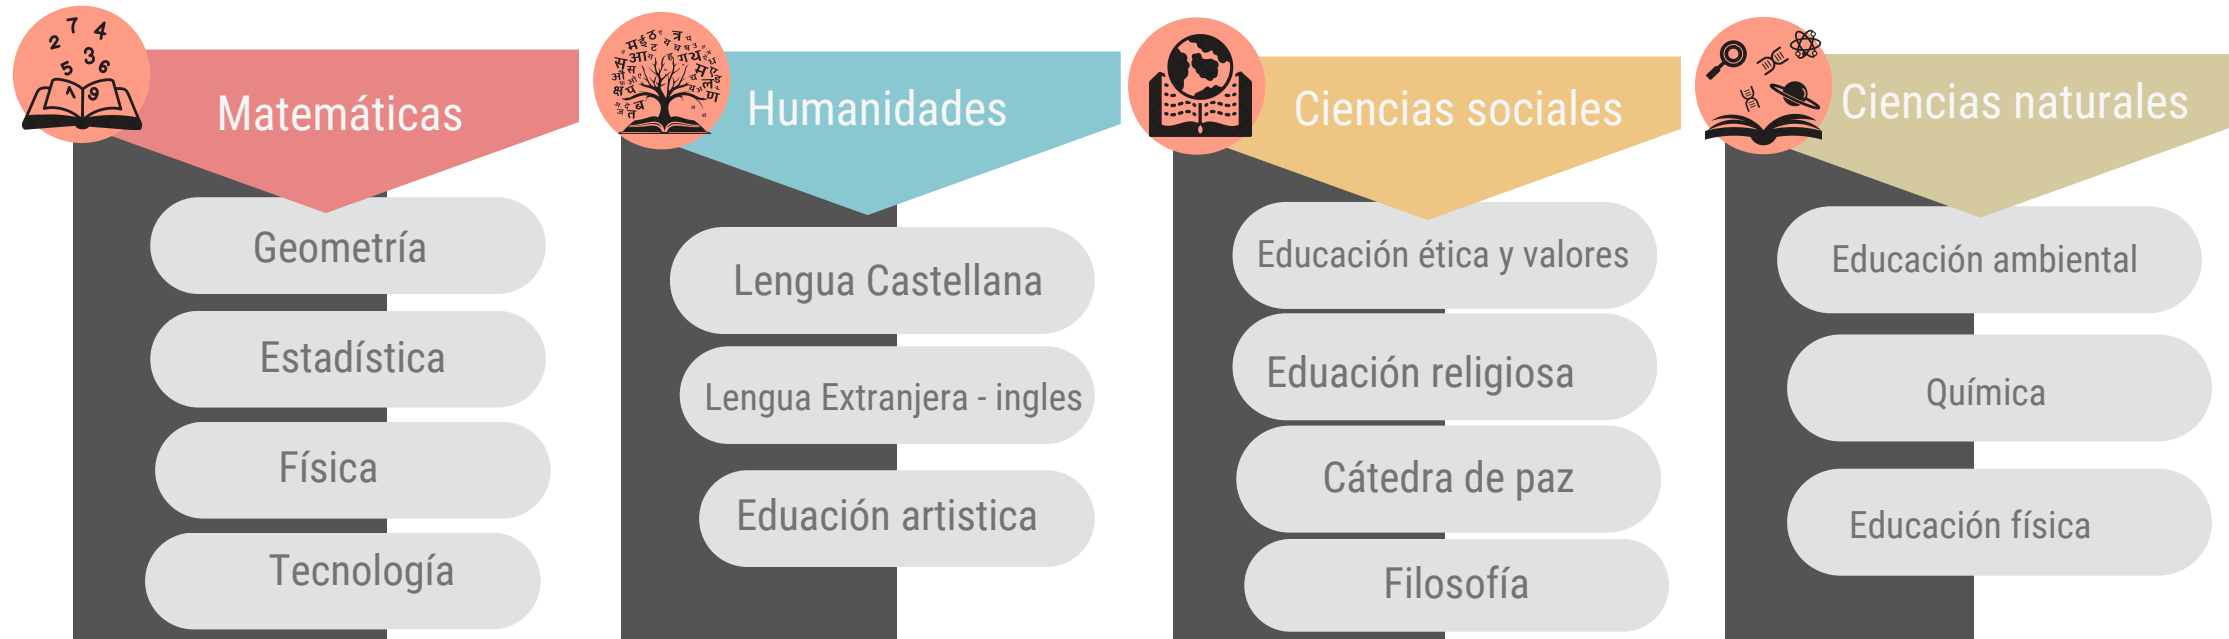 Matemáticas
Geometría
Estadística
Física
Tecnología
Humanidades
Lengua Castellana
Lengua Extranjera - ingles
Eduación artistica
Ciencias sociales
Educación ética y valores
Eduación religiosa
Cátedra de paz
Filosofía
Ciencias naturales
Educación ambiental
Química
Educación física